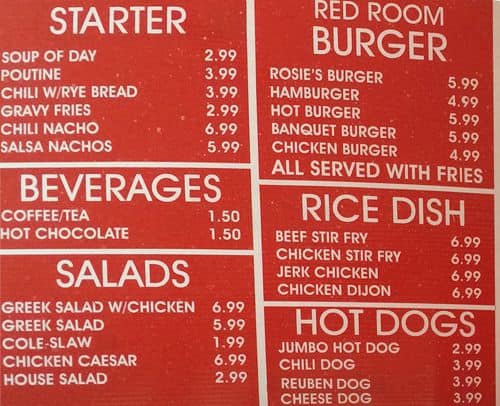 STARTER
SOUP OF DAY 2.99
POUTINE 3.99
CHILI W/RYE BREAD 3.99
GRAVY FRIES 2.99
CHILI NACHO 6.99
SALSA NACHOS 5.99
BEVERAGES
COFFEE/TEA 1.50
HOT CHOCOLATE 1.50
SALADS
GREEK SALAD W/CHICKEN 6.99
GREEK SALAD 5.99
COLE-SLAW 1.99
CHICKEN CAESAR 6.99
HOUSE SALAD 2.99
RED ROOM
BURGER
ROSIE'S BURGER 5.99
HAMBURGER 4.99
HOT BURGER 5.99
BANQUET BURGER 5.99
CHICKEN BURGER 4.99
ALL SERVED WITH FRIES
RICE DISH
BEEF STIR FRY 6.99
CHICKEN STIR FRY 6.99
JERK CHICKEN 6.99
CHICKEN DIJON 6.99
HOT DOGS
JUMBO HOT DOG 2.99
CHILI DOG 3.99
REUBEN DOG 3.99
CHEESE DOG 3.99